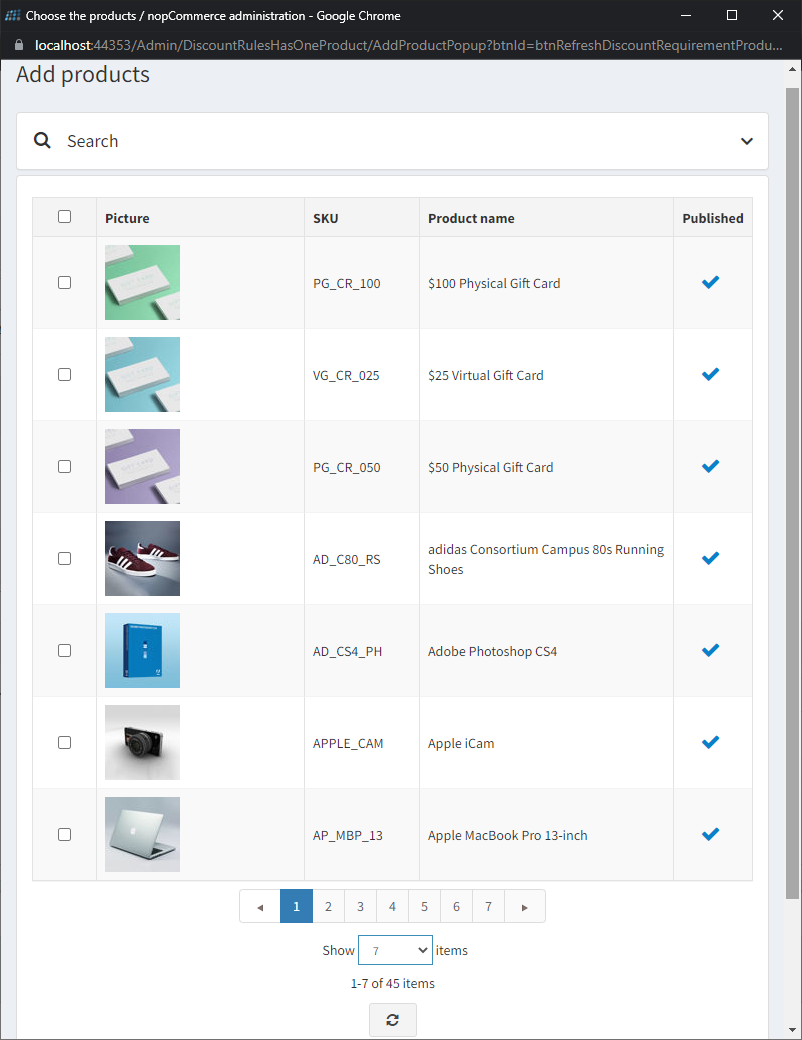 Choose the products / nopCommerce administration - Google Chrome
localhost:44353/Admin/DiscountRulesHasOneProduct/AddProductPopup?btnId=btnRefreshDiscountRequirementProdu...
Add products
Search
Picture SKU Product name Published
PG_CR_100 $100 Physical Gift Card
VG_CR_025 $25 Virtual Gift Card
PG_CR_050 $50 Physical Gift Card
AD_C80_RS adidas Consortium Campus 80s Running
Shoes
AD_CS4_PH Adobe Photoshop CS4
APPLE_CAM Apple iCam
AP_MBP_13 Apple MacBook Pro 13-inch
1 2 3 4 5 6 7
Show 7 items
1-7 of 45 items